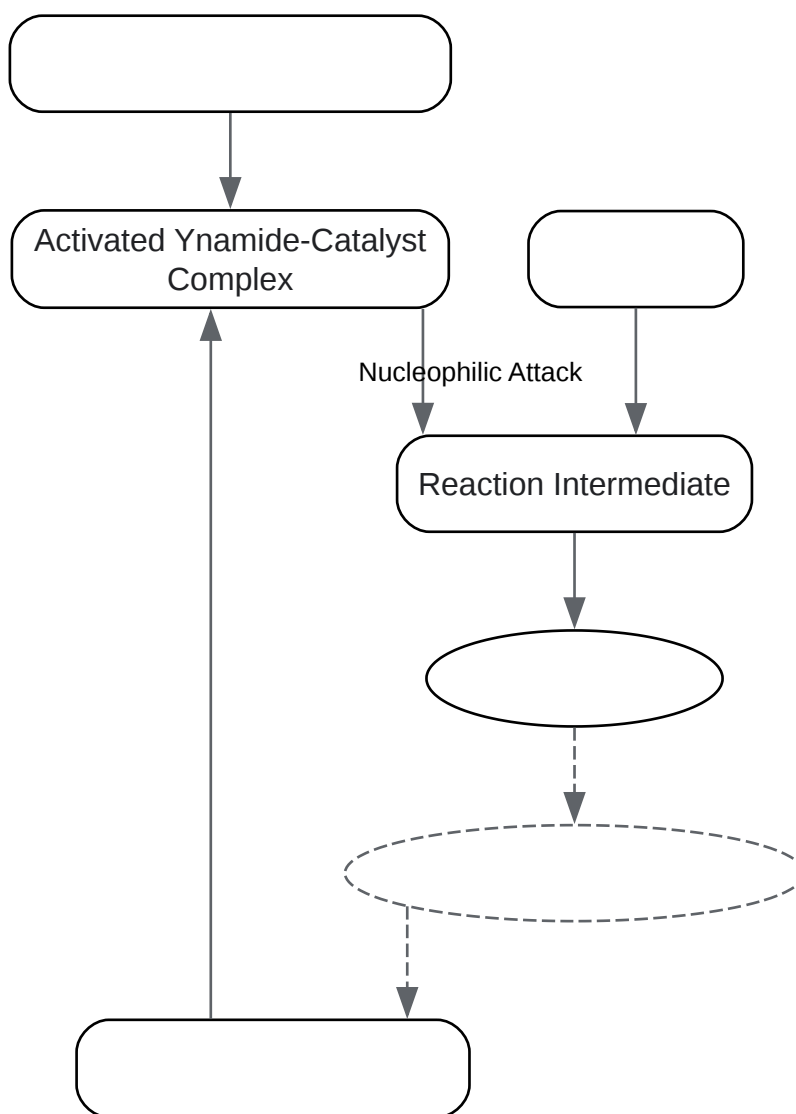 Activated Ynamide-Catalyst
Complex
Nucleophilic Attack
Reaction Intermediate